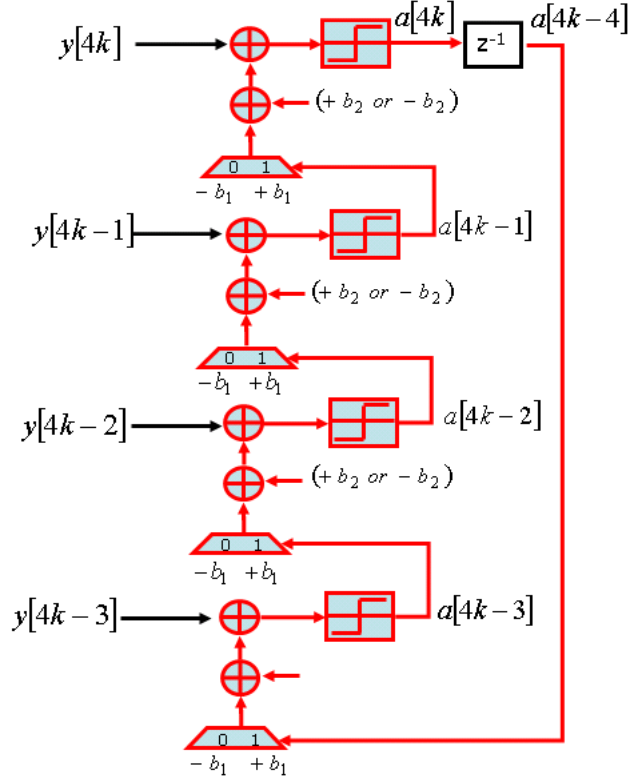 y[4k] a[4k] z⁻¹ a[4k−4]
(+ b₂ or − b₂)
0 1
− b₁ + b₁
y[4k−1] a[4k−1]
(+ b₂ or − b₂)
0 1
− b₁ + b₁
y[4k−2] a[4k−2]
(+ b₂ or − b₂)
0 1
− b₁ + b₁
y[4k−3] a[4k−3]
0 1
− b₁ + b₁